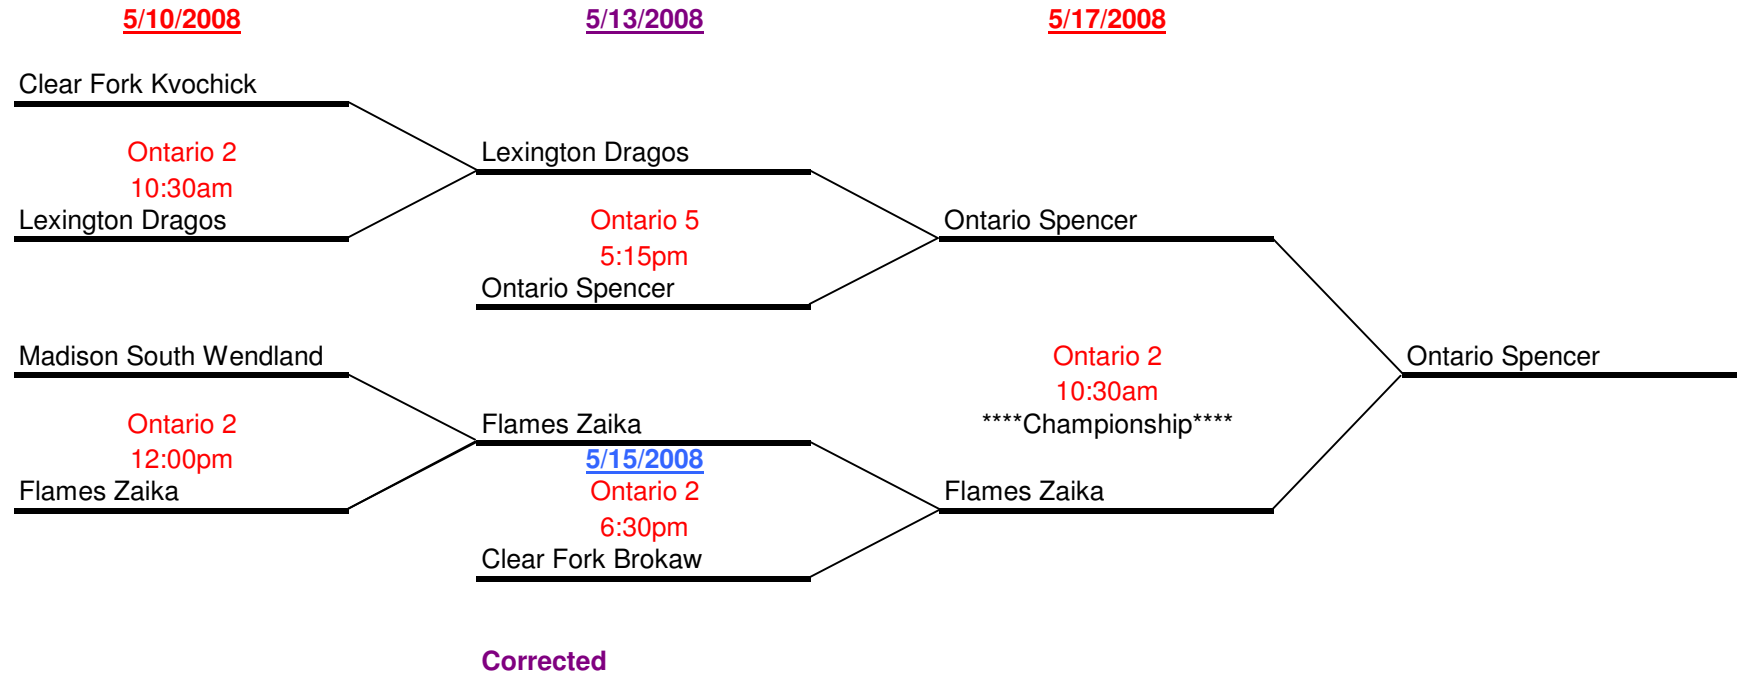 5/10/2008
5/13/2008
5/17/2008
Clear Fork Kvochick
Ontario 2
10:30am
Lexington Dragos
Lexington Dragos
Ontario 5
5:15pm
Ontario Spencer
Ontario Spencer
Madison South Wendland
Ontario 2
12:00pm
Flames Zaika
Flames Zaika
5/15/2008
Ontario 2
6:30pm
Clear Fork Brokaw
Ontario 2
10:30am
****Championship****
Flames Zaika
Ontario Spencer
Corrected